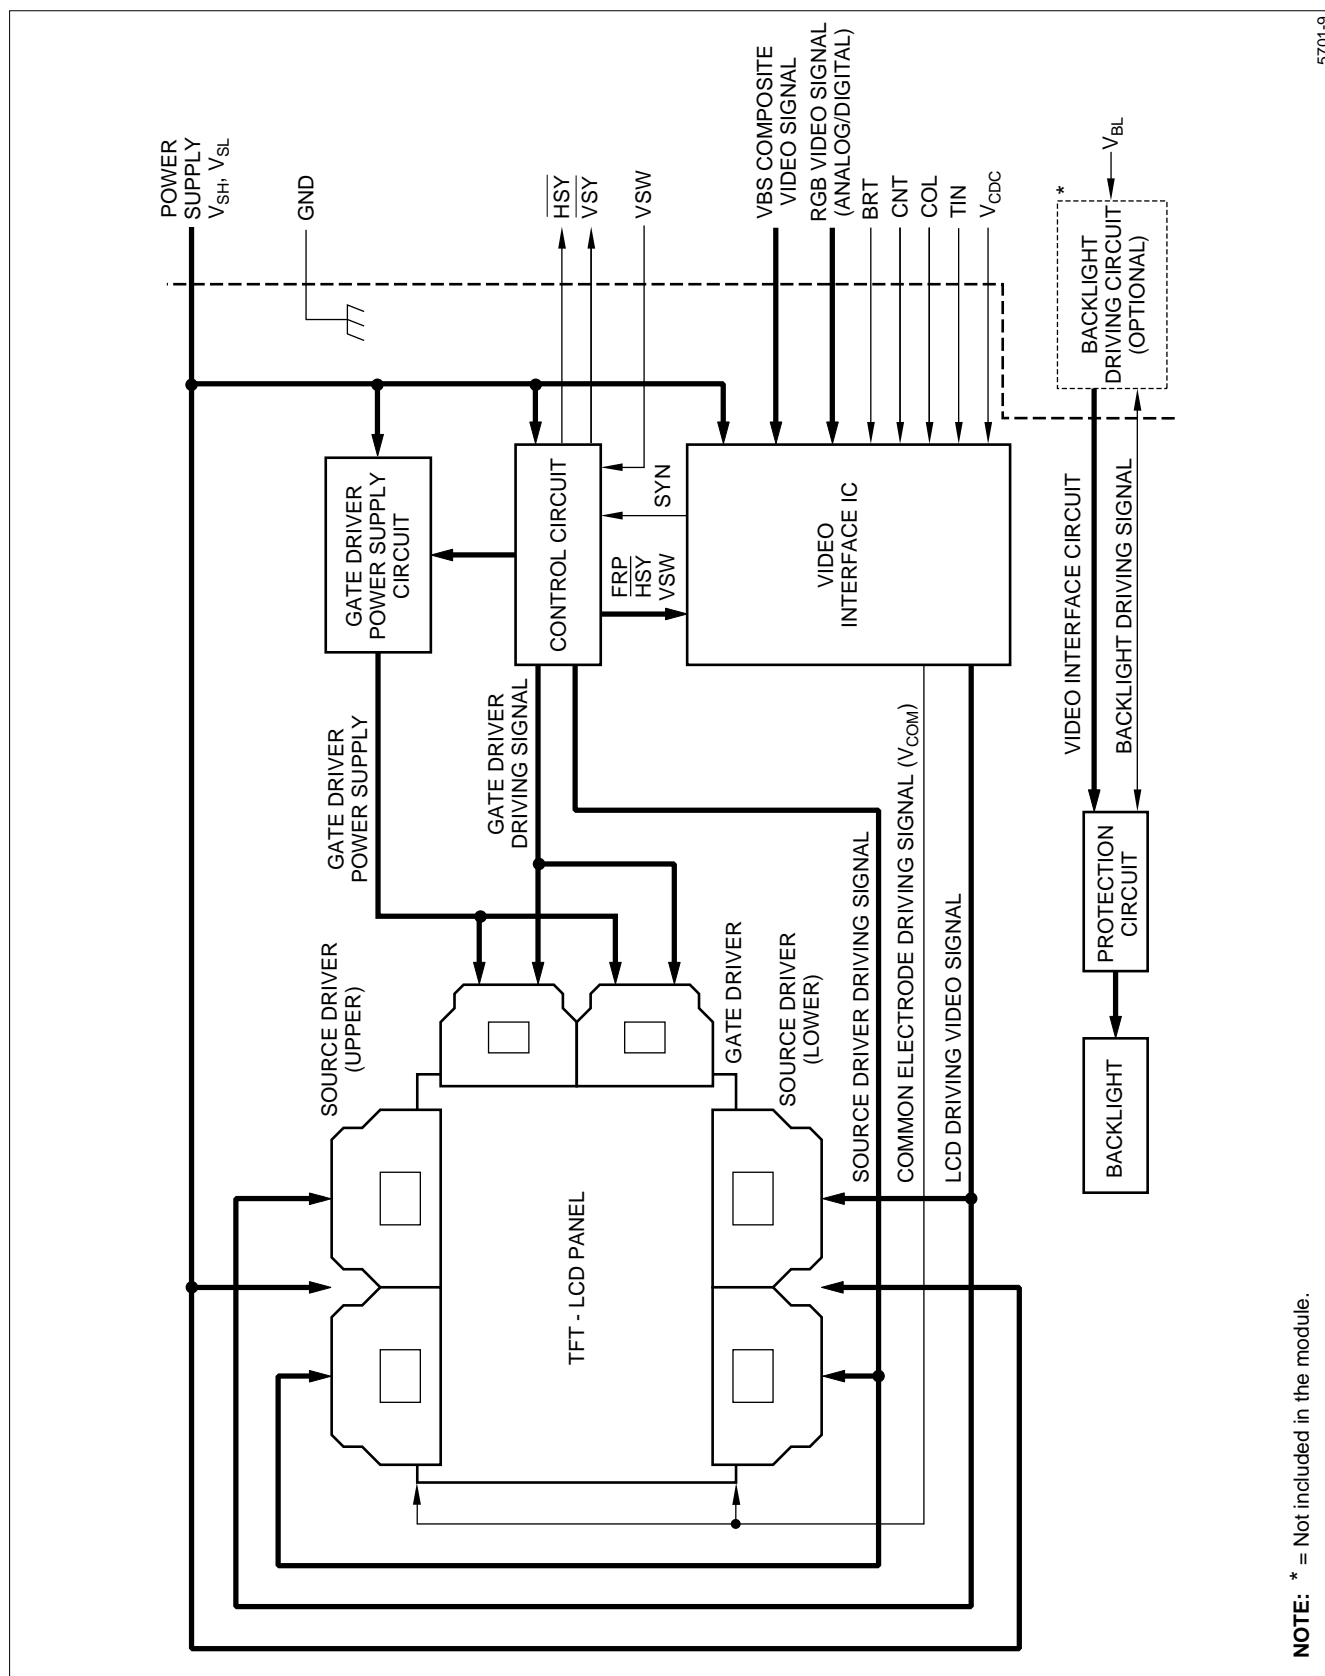 POWER
SUPPLY
VSH, VSL
GND
HSY
VSY
VSW
VBS COMPOSITE
VIDEO SIGNAL
RGB VIDEO SIGNAL
(ANALOG/DIGITAL)
BRT
CNT
COL
TIN
VCDC
*
BACKLIGHT
DRIVING CIRCUIT
(OPTIONAL)
VBL
GATE DRIVER
POWER SUPPLY
CIRCUIT
CONTROL CIRCUIT
SYN
FRP
HSY
VSW
VIDEO
INTERFACE IC
VIDEO INTERFACE CIRCUIT
BACKLIGHT DRIVING SIGNAL
GATE DRIVER
POWER SUPPLY
GATE DRIVER
DRIVING SIGNAL
SOURCE DRIVER DRIVING SIGNAL
COMMON ELECTRODE DRIVING SIGNAL (VCOM)
LCD DRIVING VIDEO SIGNAL
PROTECTION
CIRCUIT
BACKLIGHT
SOURCE DRIVER
(UPPER)
GATE DRIVER
SOURCE DRIVER
(LOWER)
TFT - LCD PANEL
NOTE: * = Not included in the module.
5701-9